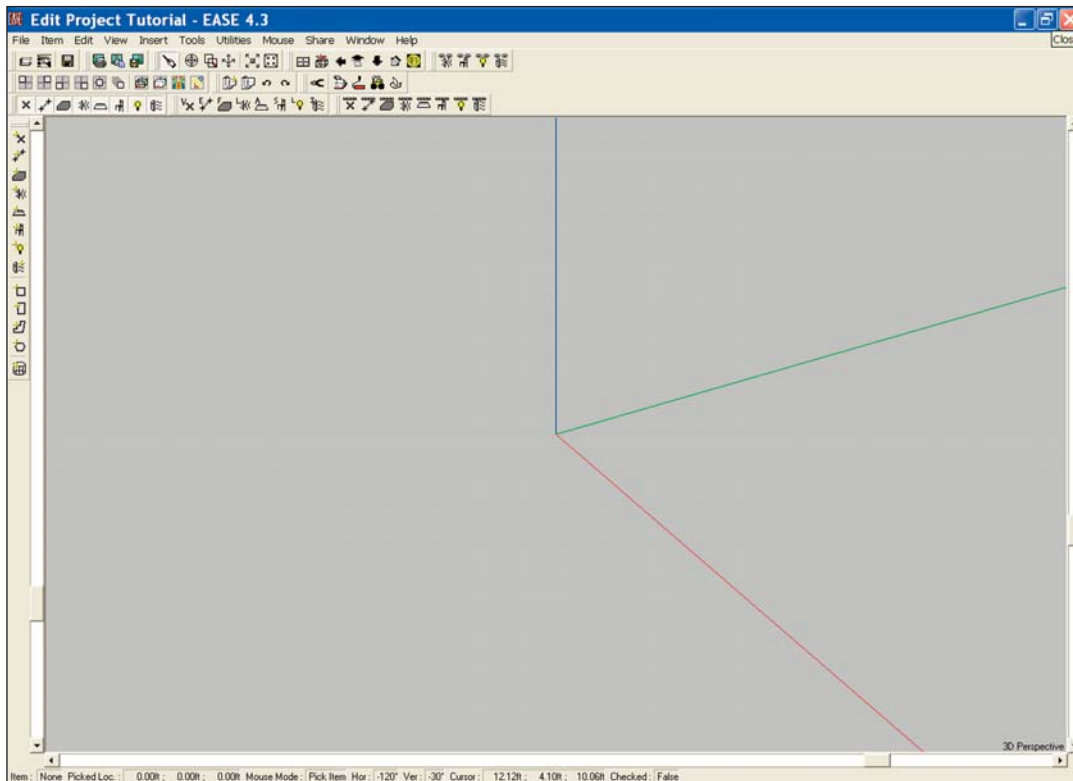 EASE Edit Project Tutorial - EASE 4.3
File Item Edit View Insert Tools Utilities Mouse Share Window Help
Clos
3D Perspective
Item : None Picked Loc. : 0.00ft ; 0.00ft ; 0.00ft Mouse Mode : Pick Item Hor: -120° Ver: -30° Cursor : 12.12ft ; 4.10ft ; 10.06ft Checked : False